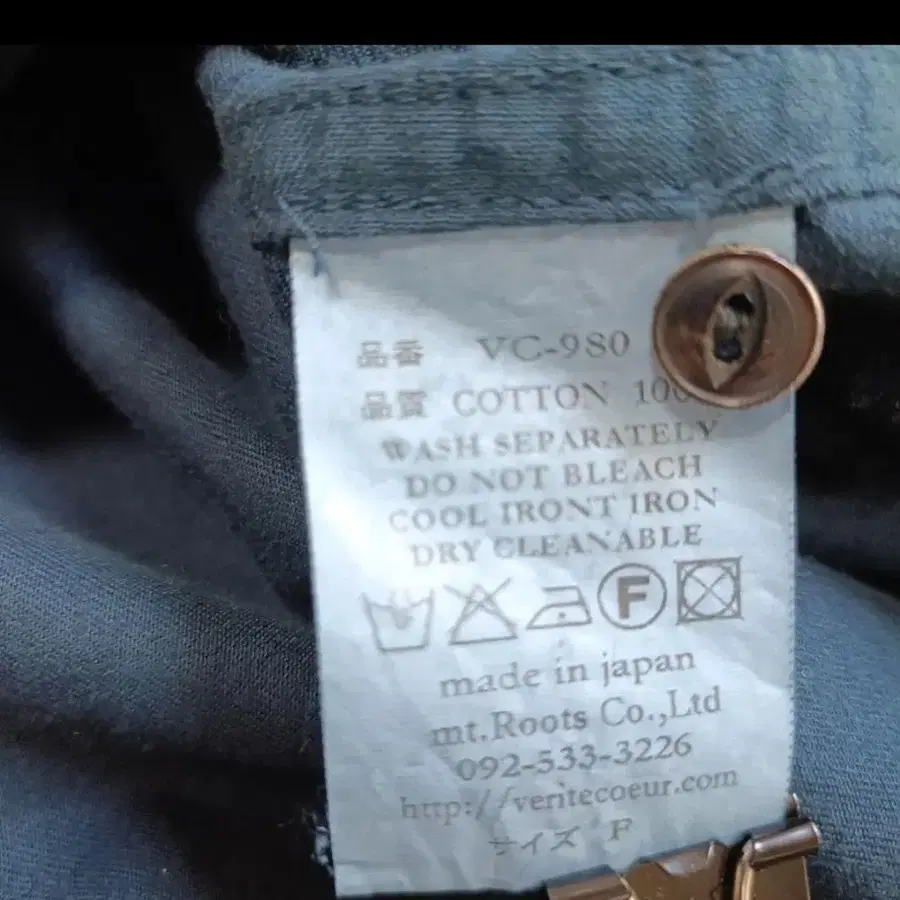 品番 VC-980
品質 COTTON
WASH SEPARATELY
DO NOT BLEACH
COOL IRONT IRON
DRY CLEANABLE
F
made in japan
mt.Roots Co.,Ltd
092-533-3226
http://veritecoeur.com
サイズ F